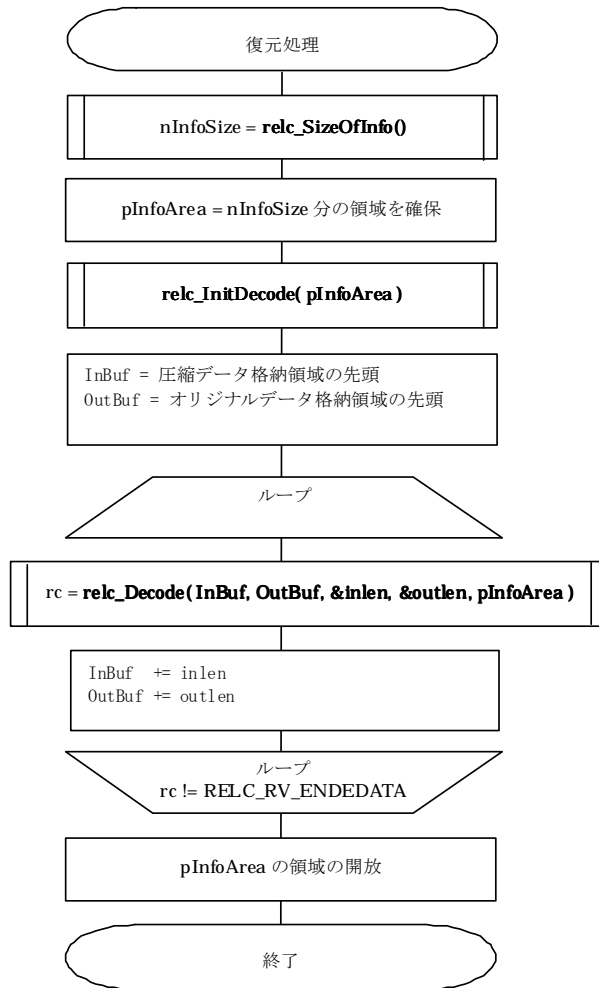 復元処理
nInfoSize = relc_SizeOfInfo()
pInfoArea = nInfoSize 分の領域を確保
relc_InitDecode( pInfoArea )
InBuf = 圧縮データ格納領域の先頭
OutBuf = オリジナルデータ格納領域の先頭
ループ
rc = relc_Decode( InBuf, OutBuf, &inlen, &outlen, pInfoArea )
InBuf += inlen
OutBuf += outlen
ループ
rc != RELC_RV_ENDEDATA
pInfoArea の領域の開放
終了